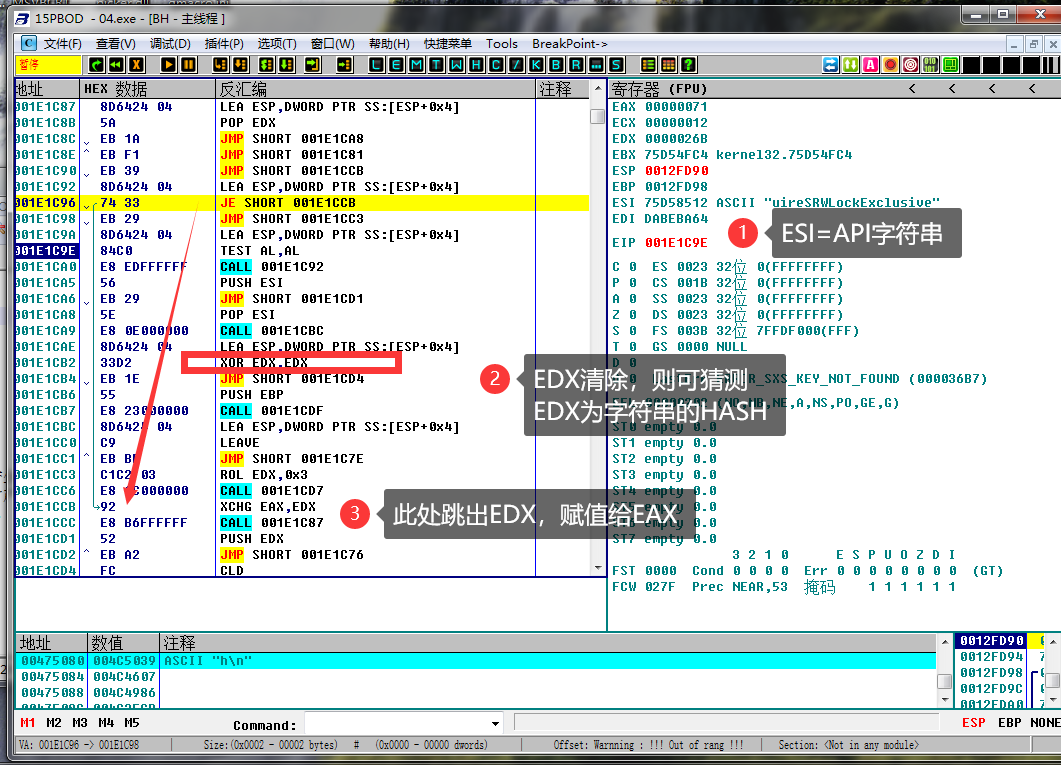 15PBOD - 04.exe - [BH - 主线程 ]
C 文件(F) 查看(V) 调试(D) 插件(P) 选项(T) 窗口(W) 帮助(H) 快捷菜单 Tools BreakPoint->
暂停 L E M T W H C / K B R ... S ?
地址 HEX 数据 反汇编 注释
001E1C87 8D6424 04 LEA ESP,DWORD PTR SS:[ESP+0x4]
001E1C8B 5A POP EDX
001E1C8C EB 1A JMP SHORT 001E1CA8
001E1C8E EB F1 JMP SHORT 001E1C81
001E1C90 EB 39 JMP SHORT 001E1CCB
001E1C92 8D6424 04 LEA ESP,DWORD PTR SS:[ESP+0x4]
001E1C96 74 33 JE SHORT 001E1CCB
001E1C98 EB 29 JMP SHORT 001E1CC3
001E1C9A 8D6424 04 LEA ESP,DWORD PTR SS:[ESP+0x4]
001E1C9E 84C0 TEST AL,AL
001E1CA0 E8 EDFFFFFF CALL 001E1C92
001E1CA5 56 PUSH ESI
001E1CA6 EB 29 JMP SHORT 001E1CD1
001E1CA8 5E POP ESI
001E1CA9 E8 0E000000 CALL 001E1CBC
001E1CAE 8D6424 04 LEA ESP,DWORD PTR SS:[ESP+0x4]
001E1CB2 33D2 XOR EDX,EDX
001E1CB4 EB 1E JMP SHORT 001E1CD4
001E1CB6 55 PUSH EBP
001E1CB7 E8 23000000 CALL 001E1CDF
001E1CBC 8D6424 04 LEA ESP,DWORD PTR SS:[ESP+0x4]
001E1CC0 C9 LEAVE
001E1CC1 EB JMP SHORT 001E1C7E
001E1CC3 C1C2 03 ROL EDX,0x3
001E1CC6 E8 000000 CALL 001E1CD7
001E1CCB 92 XCHG EAX,EDX
001E1CCC E8 B6FFFFFF CALL 001E1C87
001E1CD1 52 PUSH EDX
001E1CD2 EB A2 JMP SHORT 001E1C76
001E1CD4 FC CLD
寄存器 (FPU) < < < <
EAX 00000071
ECX 00000012
EDX 0000026B
EBX 75D54FC4 kernel32.75D54FC4
ESP 0012FD90
EBP 0012FD98
ESI 75D58512 ASCII "uireSRWLockExclusive"
EDI DABEBA64
EIP 001E1C9E
1 ESI=API字符串
C 0 ES 0023 32位 0(FFFFFFFF)
P 0 CS 001B 32位 0(FFFFFFFF)
A 0 SS 0023 32位 0(FFFFFFFF)
Z 0 DS 0023 32位 0(FFFFFFFF)
S 0 FS 003B 32位 7FFDF000(FFF)
T 0 GS 0000 NULL
D 0
SXS_KEY_NOT_FOUND (000036B7)
NB,NE,A,NS,PO,GE,G)
2 EDX清除，则可猜测
EDX为字符串的HASH
ST0 empty 0.0
ST1 empty 0.0
ST2 empty 0.0
ST3 empty 0.0
ST4 empty 0.0
3 此处跳出EDX，赋值给EAX
ST7 empty 0.0
3 2 1 0 E S P U O Z D I
FST 0000 Cond 0 0 0 0 Err 0 0 0 0 0 0 0 0 (GT)
FCW 027F Prec NEAR,53 掩码 1 1 1 1 1 1
地址 数值 注释
00475080 004C5039 ASCII "h\n"
00475084 004C4607
00475088 004C4986
0012FD90
0012FD94
0012FD98
0012FD9C
0012FDA0
M1 M2 M3 M4 M5 Command: ESP EBP NONE
VA: 001E1C96 -> 001E1C98 Size:(0x0002 - 00002 bytes) # (0x0000 - 00000 dwords) Offset: Warnning : !!! Out of rang !!! Section: <Not in any module>